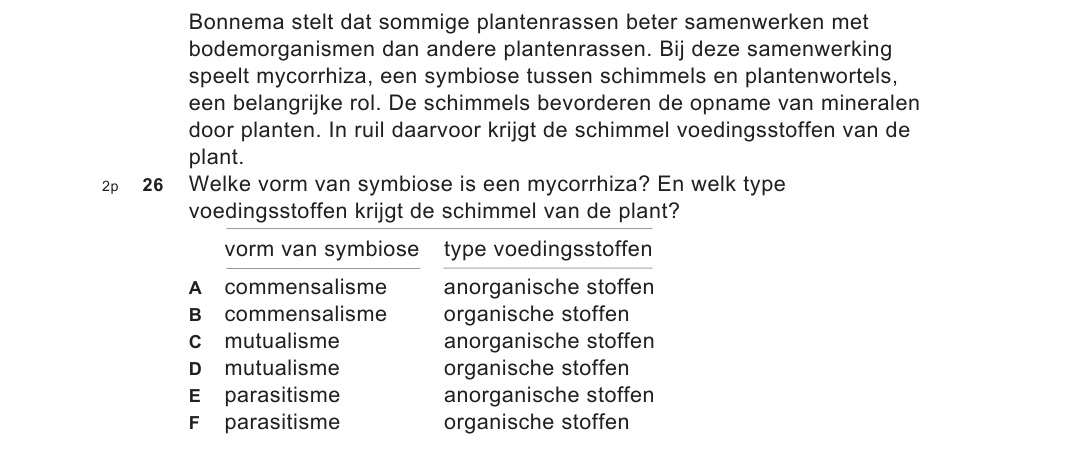 Bonnema stelt dat sommige plantenrassen beter samenwerken met
bodemorganismen dan andere plantenrassen. Bij deze samenwerking
speelt mycorrhiza, een symbiose tussen schimmels en plantenwortels,
een belangrijke rol. De schimmels bevorderen de opname van mineralen
door planten. In ruil daarvoor krijgt de schimmel voedingsstoffen van de
plant.
2p 26 Welke vorm van symbiose is een mycorrhiza? En welk type
voedingsstoffen krijgt de schimmel van de plant?
vorm van symbiose type voedingsstoffen
A commensalisme anorganische stoffen
B commensalisme organische stoffen
C mutualisme anorganische stoffen
D mutualisme organische stoffen
E parasitisme anorganische stoffen
F parasitisme organische stoffen